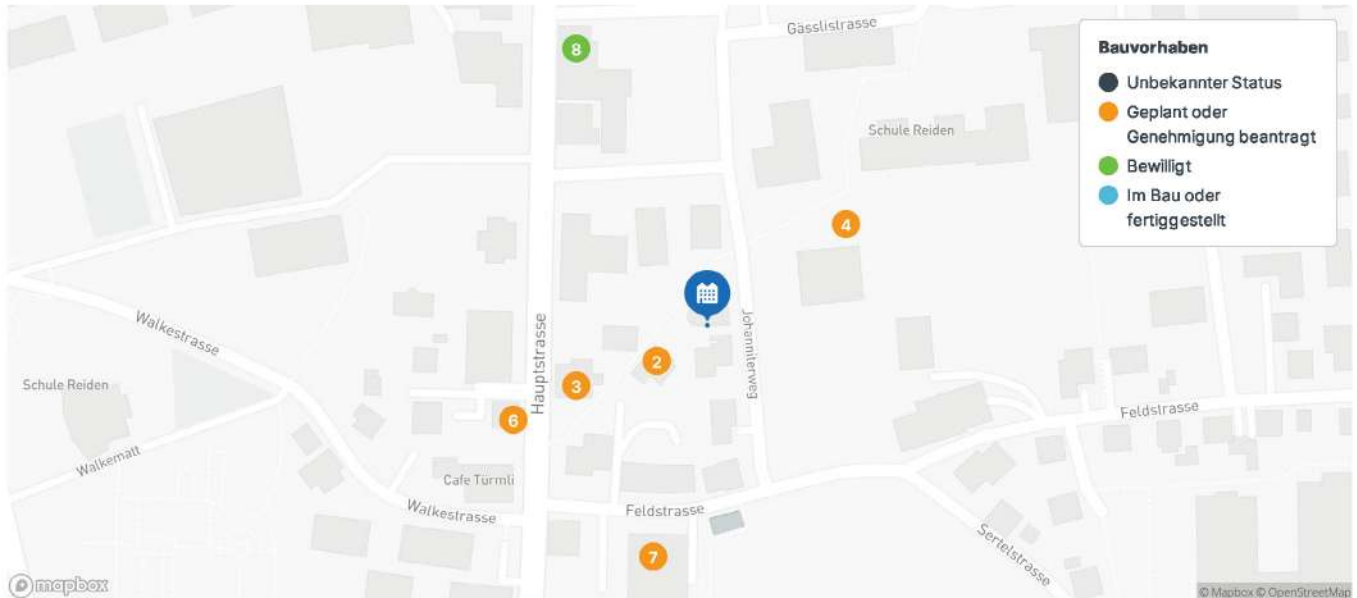 Gässlistrasse
8
Bauvorhaben
Unbekannter Status
Geplant oder
Genehmigung beantragt
Bewilligt
Im Bau oder
fertiggestellt
Schule Reiden
4
Walkestrasse
Hauptstrasse
Johanniterweg
2
3
6
Schule Reiden
Walkematt
Cafe Türmli
Walkestrasse
Feldstrasse
Feldstrasse
Sertelstrasse
7
mapbox
© Mapbox © OpenStreetMap